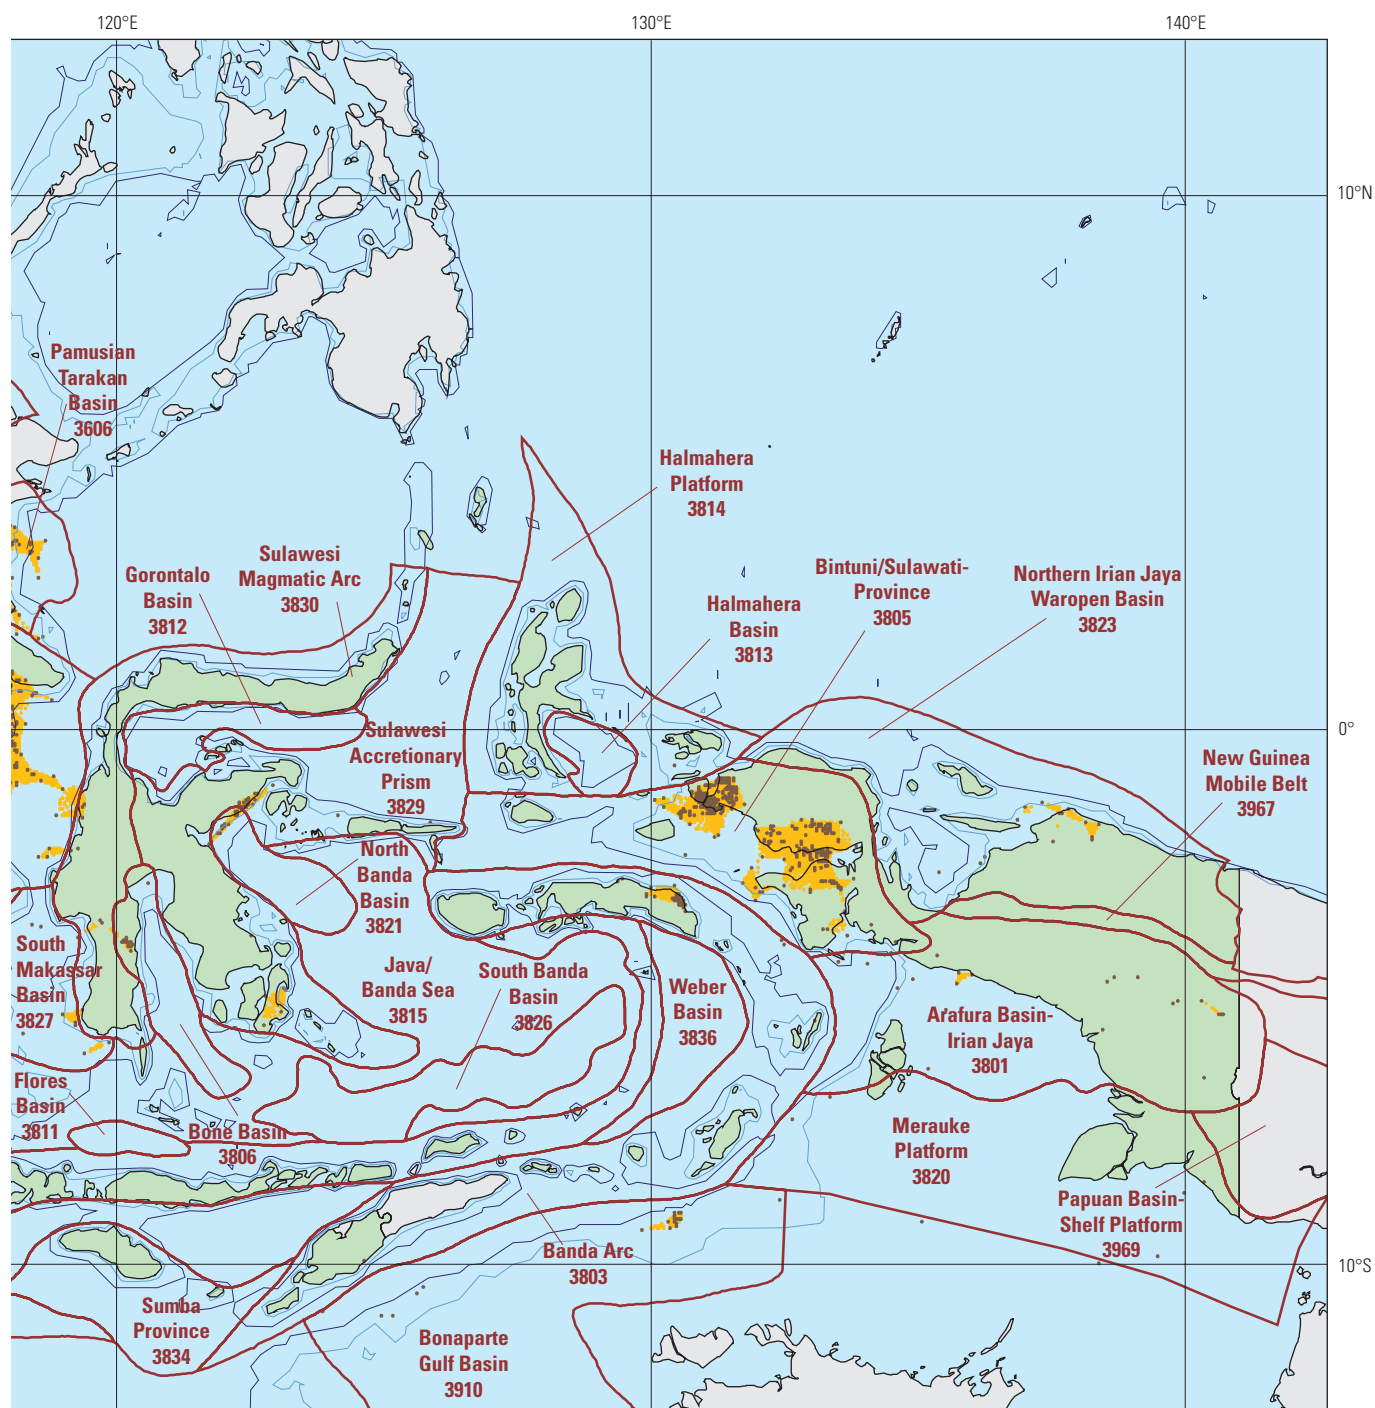 120°E
130°E
140°E
10°N
Pamusian
Tarakan
Basin
3606
Halmahera
Platform
3814
Sulawesi
Magmatic Arc
3830
Gorontalo
Basin
3812
Bintuni/Sulawati-
Province
3805
Northern Irian Jaya
Waropen Basin
3823
Halmahera
Basin
3813
0°
Sulawesi
Accretionary
Prism
3829
New Guinea
Mobile Belt
3967
North
Banda
Basin
3821
South
Makassar
Basin
3827
Java/
Banda Sea
3815
South Banda
Basin
3826
Weber
Basin
3836
Arafura Basin-
Irian Jaya
3801
Flores
Basin
3811
Bone Basin
3806
Merauke
Platform
3820
Papuan Basin-
Shelf Platform
3969
Banda Arc
3803
10°S
Sumba
Province
3834
Bonaparte
Gulf Basin
3910